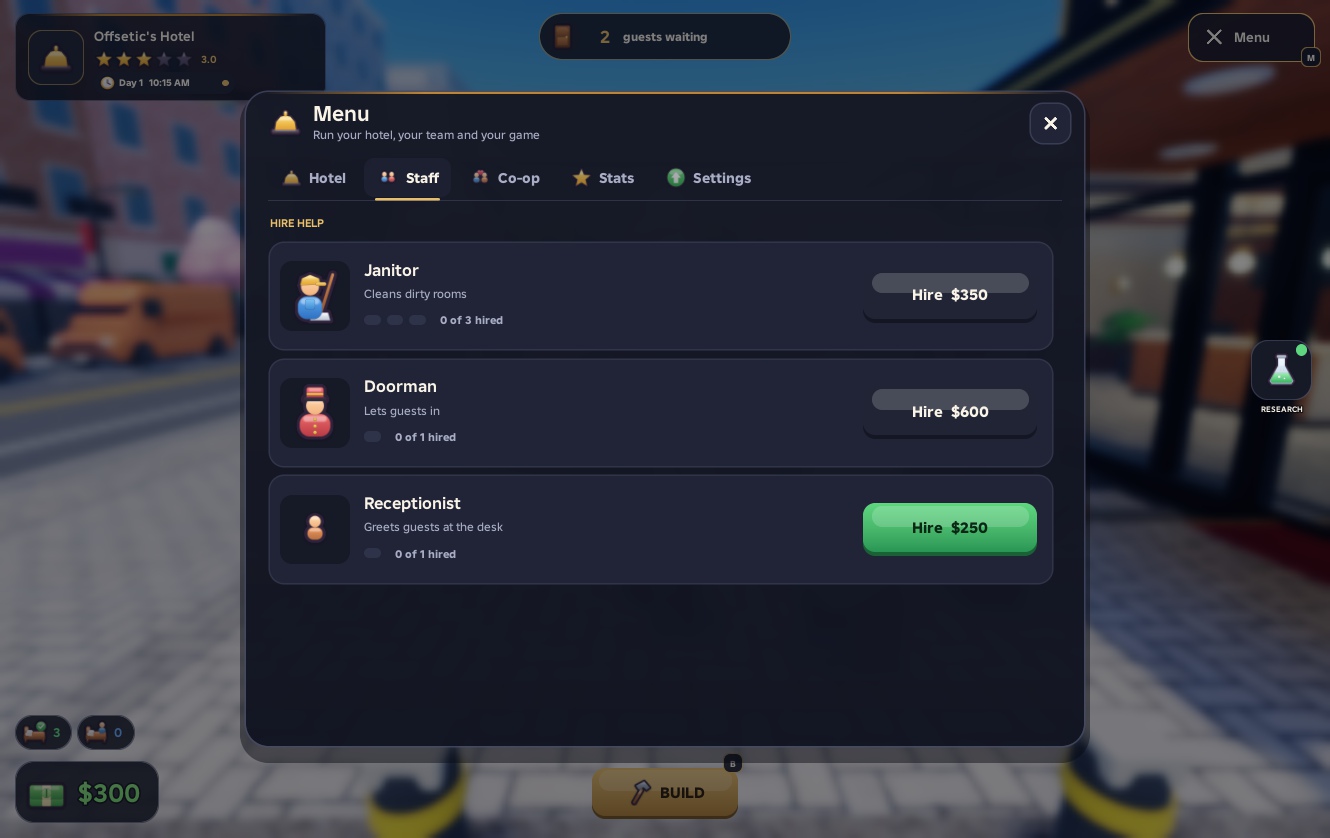 Offsetic's Hotel
3.0
Day 1 10:15 AM
2 guests waiting
Menu
M
Menu
Run your hotel, your team and your game
Hotel
Staff
Co-op
Stats
Settings
HIRE HELP
Janitor
Cleans dirty rooms
0 of 3 hired
Hire $350
Doorman
Lets guests in
0 of 1 hired
Hire $600
Receptionist
Greets guests at the desk
0 of 1 hired
Hire $250
RESEARCH
3
0
$300
B
BUILD